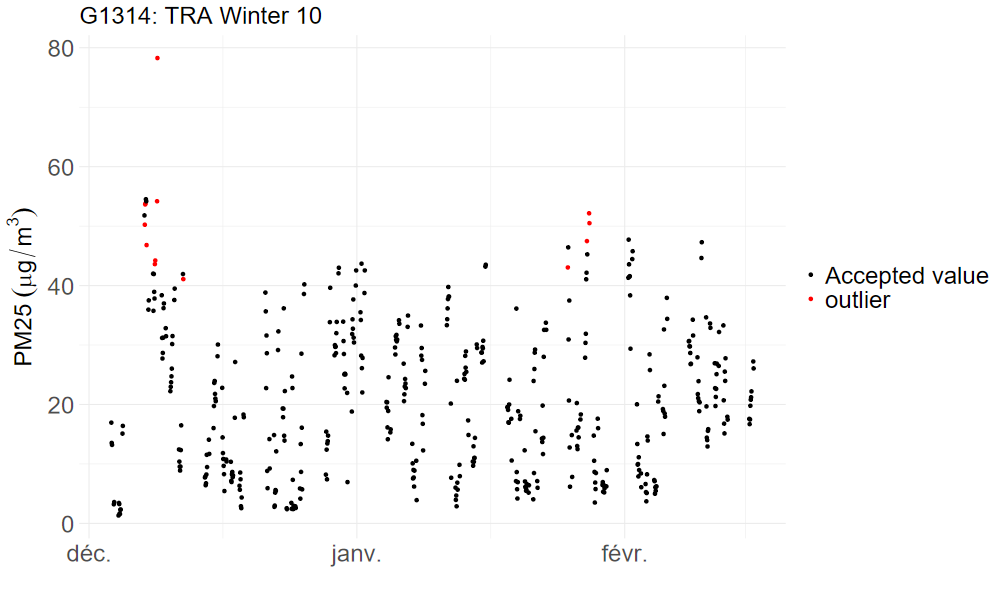 G1314: TRA Winter 10
PM25 (μg/m³)
80
60
40
20
0
déc.
janv.
févr.
Accepted value
outlier